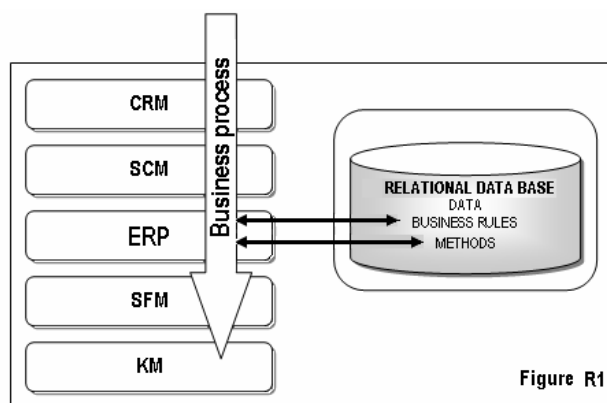 Business process
CRM
SCM
ERP
SFM
KM
RELATIONAL DATA BASE
DATA
BUSINESS RULES
METHODS
Figure R1